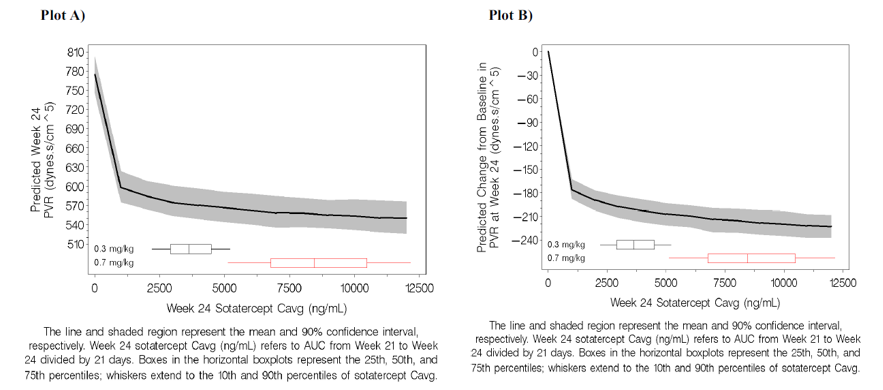 Plot A)
810
780
750
720
690
660
630
600
570
540
510
Predicted Week 24
PVR (dynes.s/cm^5)
0.3 mg/kg
0.7 mg/kg
0
2500
5000
7500
10000
12500
Week 24 Sotatercept Cavg (ng/mL)
The line and shaded region represent the mean and 90% confidence interval,
respectively. Week 24 sotatercept Cavg (ng/mL) refers to AUC from Week 21 to Week
24 divided by 21 days. Boxes in the horizontal boxplots represent the 25th, 50th, and
75th percentiles; whiskers extend to the 10th and 90th percentiles of sotatercept Cavg.
Plot B)
0
−30
−60
−90
−120
−150
−180
−210
−240
Predicted Change from Baseline in
PVR at Week 24 (dynes.s/cm^5)
0.3 mg/kg
0.7 mg/kg
0
2500
5000
7500
10000
12500
Week 24 Sotatercept Cavg (ng/mL)
The line and shaded region represent the mean and 90% confidence interval,
respectively. Week 24 sotatercept Cavg (ng/mL) refers to AUC from Week 21 to Week
24 divided by 21 days. Boxes in the horizontal boxplots represent the 25th, 50th, and
75th percentiles; whiskers extend to the 10th and 90th percentiles of sotatercept Cavg.